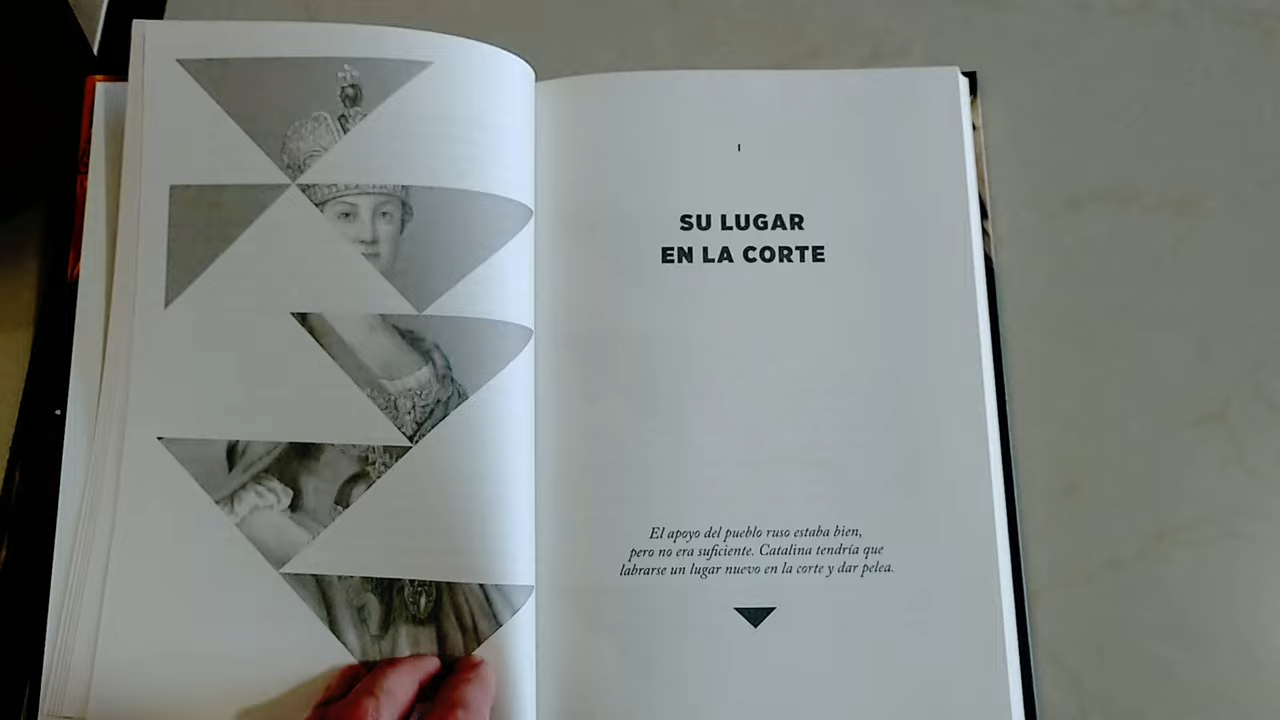 I
SU LUGAR
EN LA CORTE
El apoyo del pueblo ruso estaba bien,
pero no era suficiente. Catalina tendría que
labrarse un lugar nuevo en la corte y dar pelea.